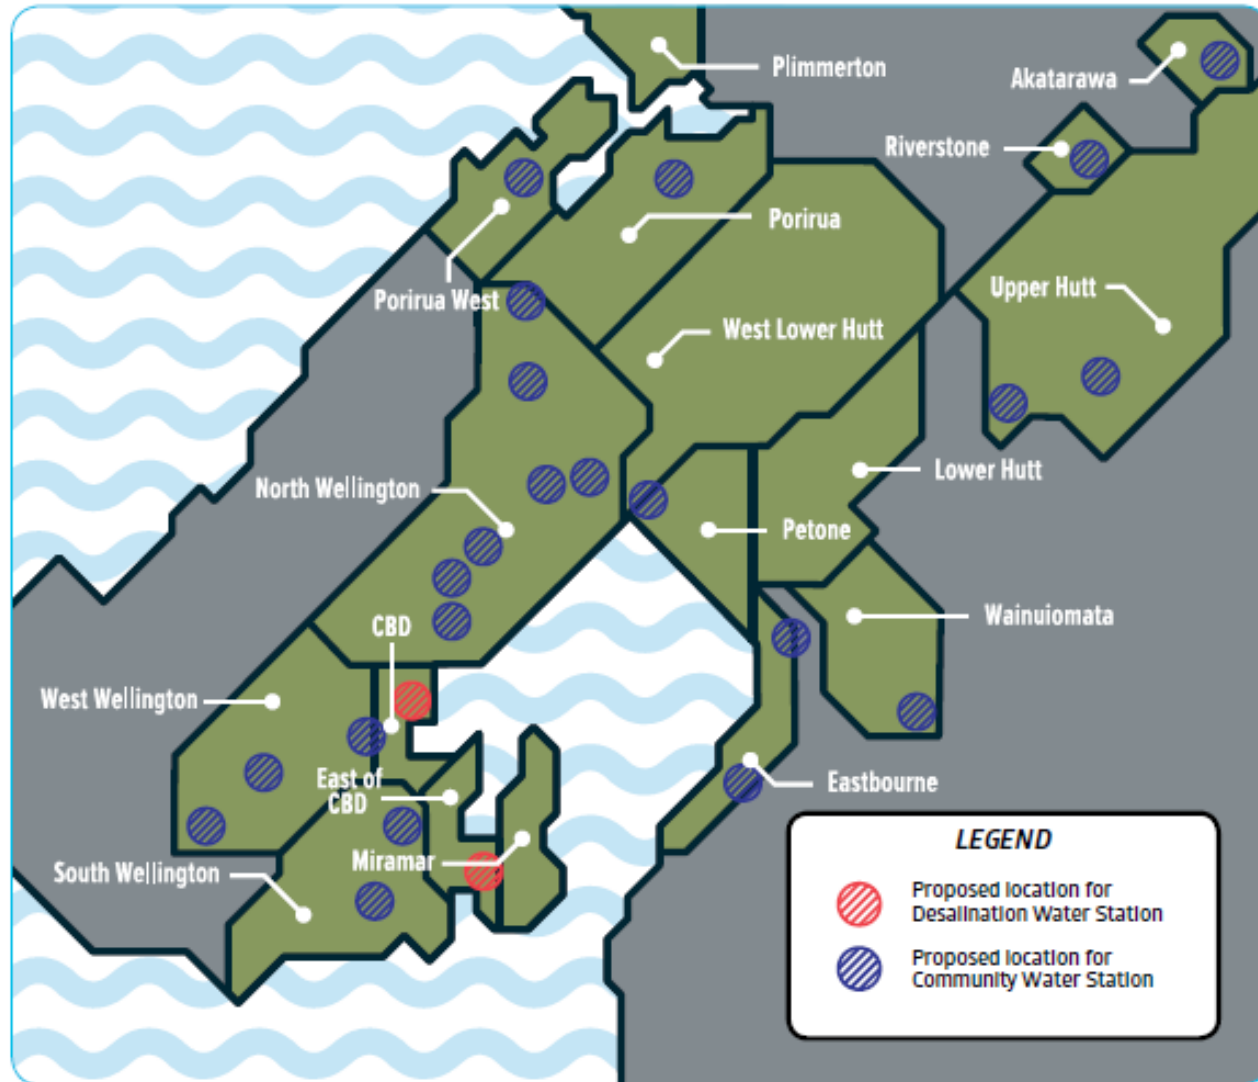 Plimmerton
Akatarawa
Riverstone
Porirua
Upper Hutt
Porirua West
West Lower Hutt
Lower Hutt
North Wellington
Petone
Wainuiomata
CBD
West Wellington
East of
CBD
Eastbourne
Miramar
South Wellington
LEGEND
Proposed location for
Desalination Water Station
Proposed location for
Community Water Station